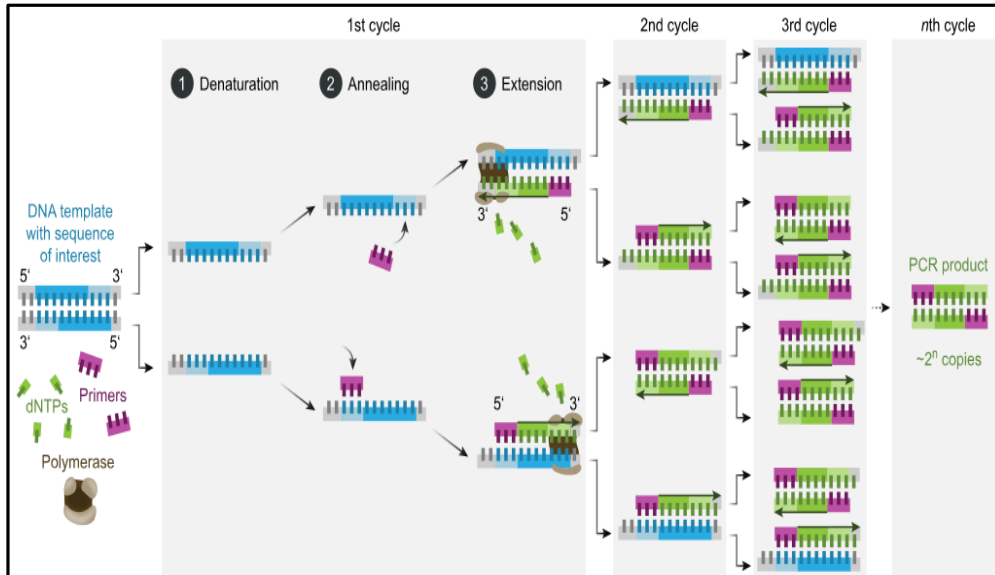 1st cycle
2nd cycle
3rd cycle
nth cycle
1 Denaturation
2 Annealing
3 Extension
DNA template
with sequence
of interest
5‘ 3‘
3‘ 5‘
dNTPs
Primers
Polymerase
3‘ 5‘
5‘ 3‘
PCR product
~2ⁿ copies